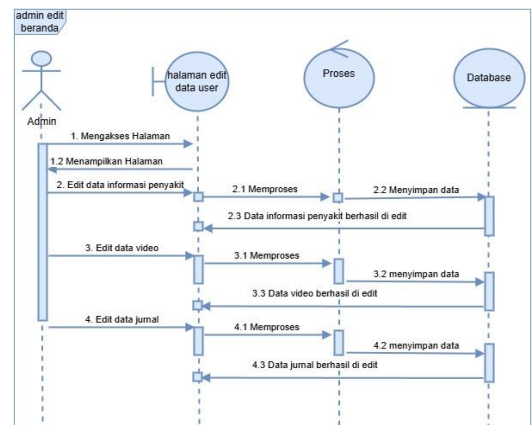 admin edit
beranda
halaman edit
data user
Proses
Database
Admin
1. Mengakses Halaman
1.2 Menampilkan Halaman
2. Edit data informasi penyakit
2.1 Memproses
2.2 Menyimpan data
2.3 Data informasi penyakit berhasil di edit
3. Edit data video
3.1 Memproses
3.2 menyimpan data
3.3 Data video berhasil di edit
4. Edit data jurnal
4.1 Memproses
4.2 menyimpan data
4.3 Data jurnal berhasil di edit